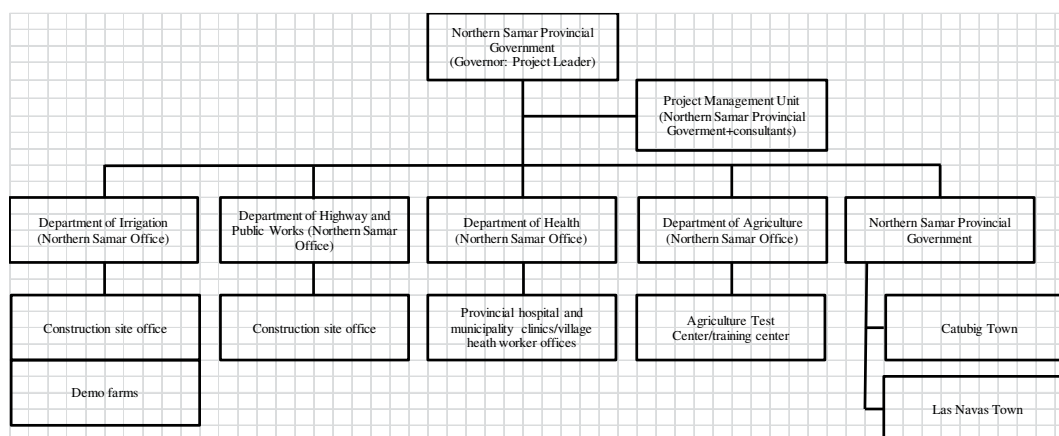 Northern Samar Provincial
Government
(Governor: Project Leader)
Project Management Unit
(Northern Samar Provincial
Goverment+consultants)
Department of Irrigation
(Northern Samar Office)
Department of Highway and
Public Works (Northern Samar
Office)
Department of Health
(Northern Samar Office)
Department of Agriculture
(Northern Samar Office)
Northern Samar Provincial
Government
Construction site office
Construction site office
Provincial hospital and
municipality clinics/village
heath worker offices
Agriculture Test
Center/training center
Catubig Town
Demo farms
Las Navas Town